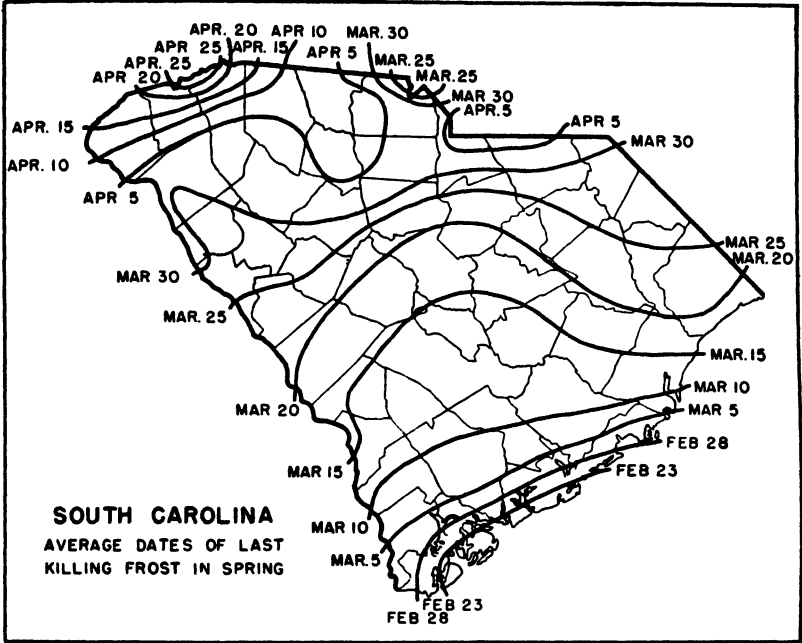 APR. 20
APR 10
MAR. 30
APR 25
APR. 15
APR 5
APR. 25
MAR. 25
APR 20
MAR. 25
MAR 30
APR. 5
APR. 15
APR 5
MAR 30
APR. 10
APR 5
MAR 25
MAR. 20
MAR 30
MAR. 25
MAR. 15
MAR 10
MAR 20
MAR 5
FEB 28
MAR 15
FEB 23
SOUTH CAROLINA
MAR 10
AVERAGE DATES OF LAST
MAR. 5
KILLING FROST IN SPRING
FEB 23
FEB 28